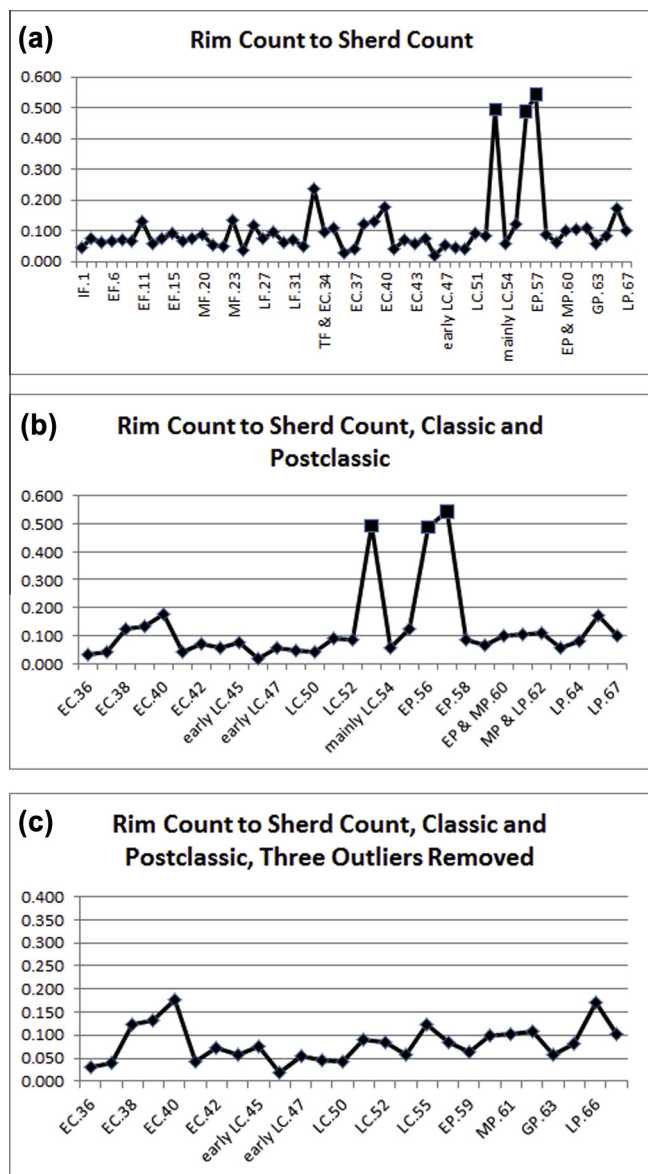 (a)
Rim Count to Sherd Count
0.600
0.500
0.400
0.300
0.200
0.100
0.000
IF.1
EF.6
EF.11
EF.15
MF.20
MF.23
LF.27
LF.31
TF & EC.34
EC.37
EC.40
EC.43
early LC.47
LC.51
mainly LC.54
EP.57
EP & MP.60
GP.63
LP.67
(b)
Rim Count to Sherd Count, Classic and
Postclassic
0.600
0.500
0.400
0.300
0.200
0.100
0.000
EC.36
EC.38
EC.40
EC.42
early LC.45
early LC.47
LC.50
LC.52
mainly LC.54
EP.56
EP.58
EP & MP.60
MP & LP.62
LP.64
LP.67
(c)
Rim Count to Sherd Count, Classic and
Postclassic, Three Outliers Removed
0.400
0.350
0.300
0.250
0.200
0.150
0.100
0.050
0.000
EC.36
EC.38
EC.40
EC.42
early LC.45
early LC.47
LC.50
LC.52
LC.55
EP.59
MP.61
GP.63
LP.66